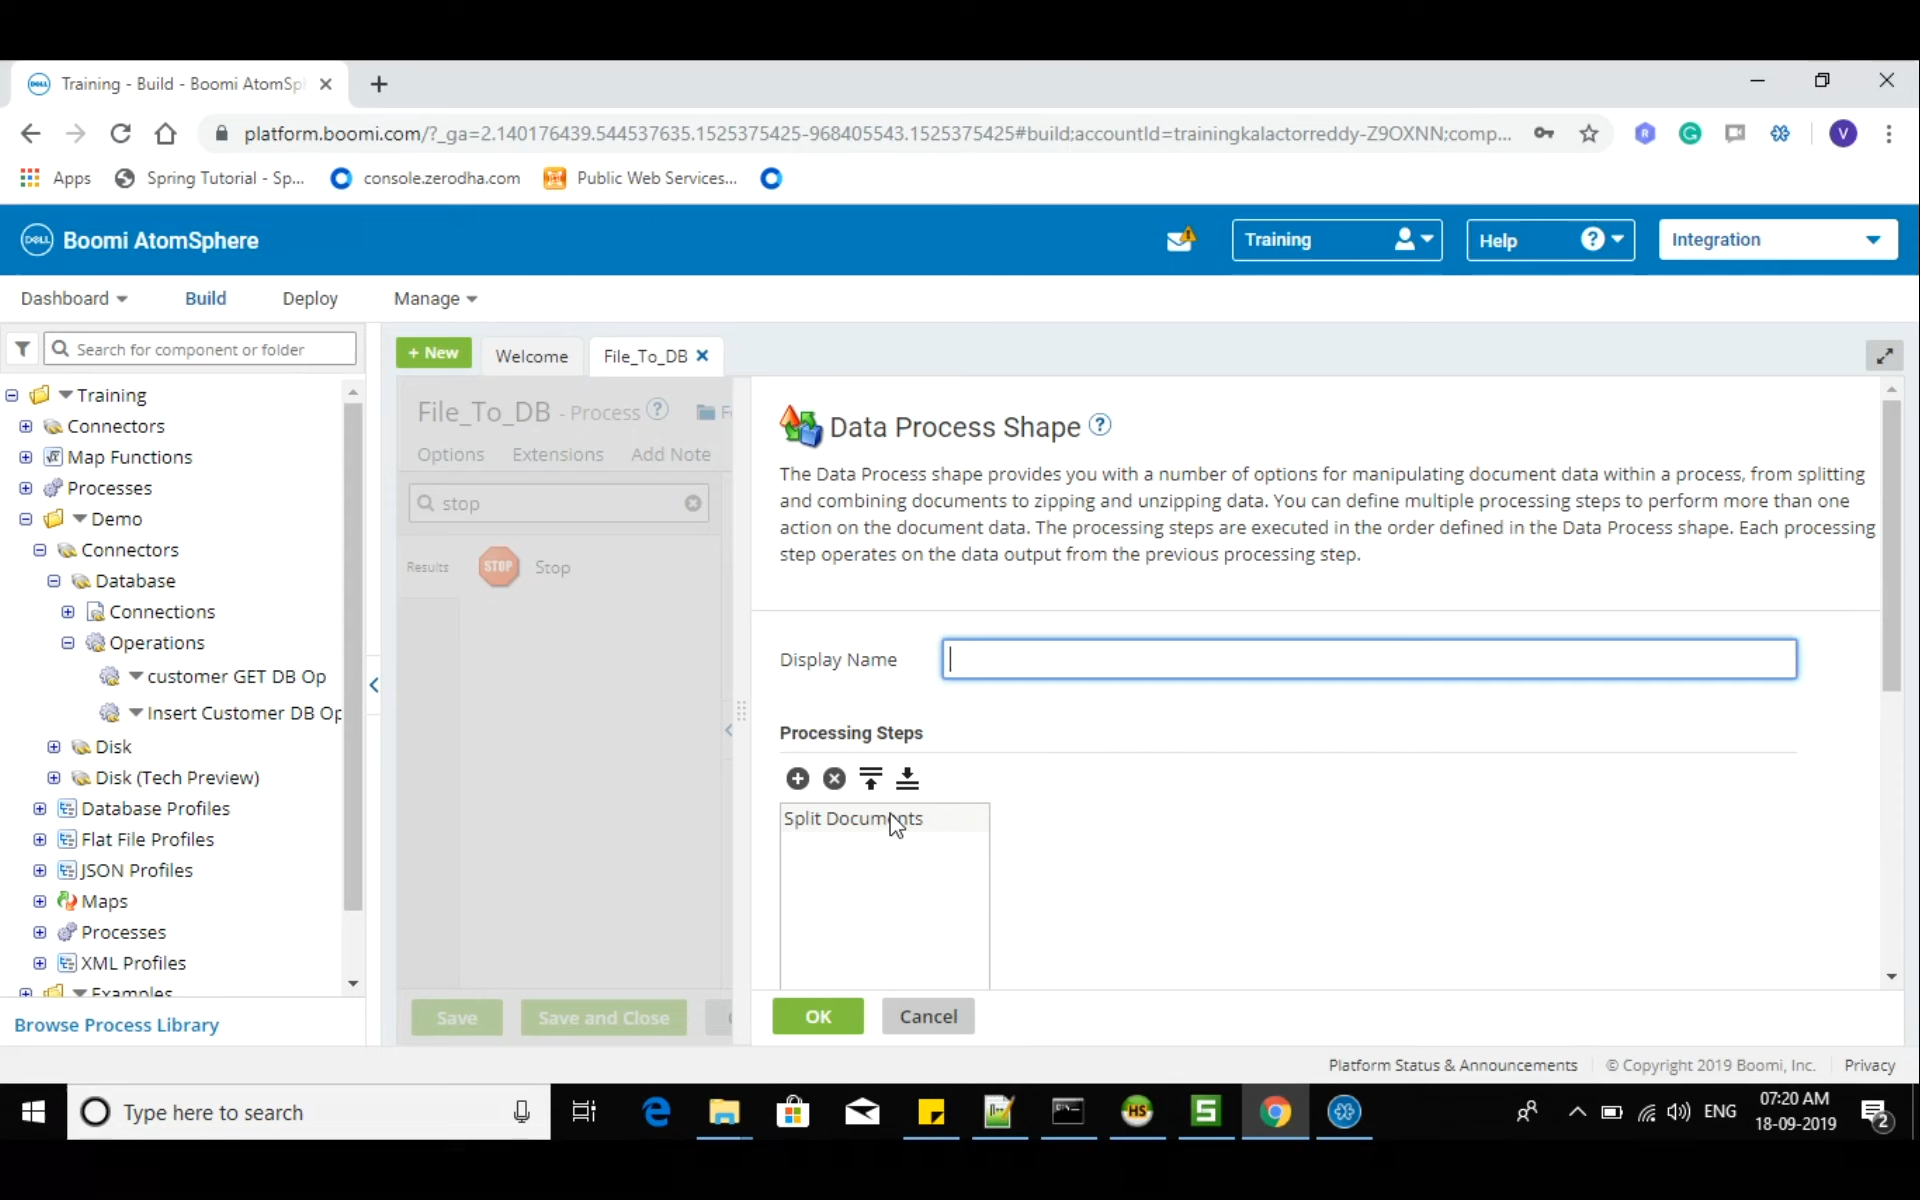 Training - Build - Boomi AtomSp
platform.boomi.com/?_ga=2.140176439.544537635.1525375425-968405543.1525375425#build;accountId=trainingkalactorreddy-Z9OXNN;comp...
V
Apps
Spring Tutorial - Sp...
console.zerodha.com
Public Web Services...
DELL
Boomi AtomSphere
Training
Help
Integration
Dashboard
Build
Deploy
Manage
Search for component or folder
+ New
Welcome
File_To_DB
Training
Connectors
Map Functions
Processes
Demo
Connectors
Database
Connections
Operations
customer GET DB Op
Insert Customer DB Op
Disk
Disk (Tech Preview)
Database Profiles
Flat File Profiles
JSON Profiles
Maps
Processes
XML Profiles
Examples
Browse Process Library
File_To_DB - Process
Options
Extensions
Add Note
stop
Results
STOP
Stop
Save
Save and Close
Data Process Shape
The Data Process shape provides you with a number of options for manipulating document data within a process, from splitting
and combining documents to zipping and unzipping data. You can define multiple processing steps to perform more than one
action on the document data. The processing steps are executed in the order defined in the Data Process shape. Each processing
step operates on the data output from the previous processing step.
Display Name
Processing Steps
Split Documents
OK
Cancel
Platform Status & Announcements
© Copyright 2019 Boomi, Inc.
Privacy
Type here to search
HS
S
ENG
07:20 AM
18-09-2019
2